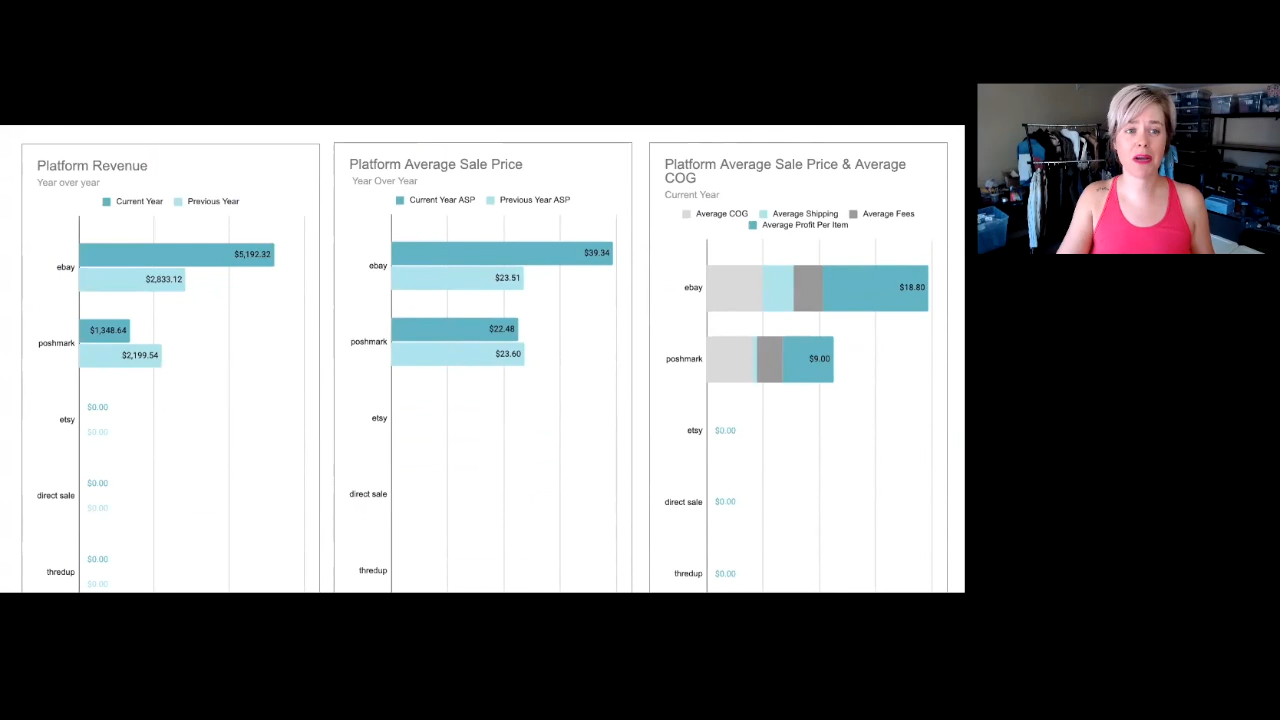 Platform Revenue
Year over year
Current Year
Previous Year
ebay
$5,192.32
$2,833.12
poshmark
$1,348.64
$2,199.54
etsy
$0.00
$0.00
direct sale
$0.00
$0.00
thredup
$0.00
$0.00
Platform Average Sale Price
Year Over Year
Current Year ASP
Previous Year ASP
ebay
$39.34
$23.51
poshmark
$22.48
$23.60
etsy
direct sale
thredup
Platform Average Sale Price & Average
COG
Current Year
Average COG
Average Shipping
Average Fees
Average Profit Per Item
ebay
$18.80
poshmark
$9.00
etsy
$0.00
direct sale
$0.00
thredup
$0.00